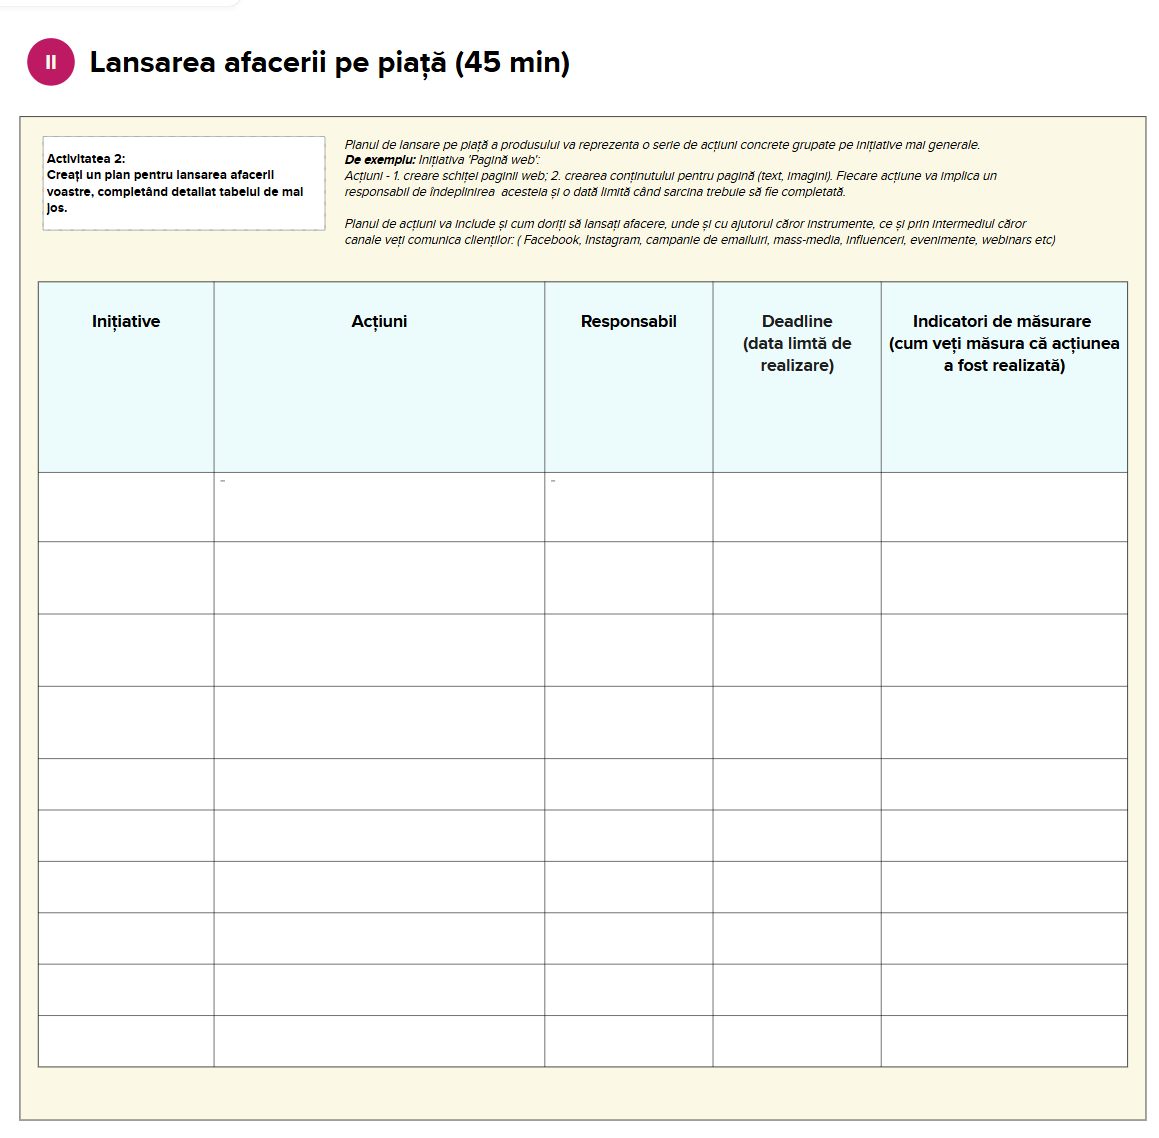 II
Lansarea afacerii pe piață (45 min)
Activitatea 2:
Creați un plan pentru lansarea afacerii
voastre, completând detaliat tabelul de mai
jos.
Planul de lansare pe piață a produsului va reprezenta o serie de acțiuni concrete grupate pe inițiative mai generale.
De exemplu: Inițiativa 'Pagină web':
Acțiuni - 1. creare schiței paginii web; 2. crearea conținutului pentru pagină (text, imagini). Fiecare acțiune va implica un
responsabil de îndeplinirea acesteia și o dată limită când sarcina trebuie să fie completată.
Planul de acțiuni va include și cum doriți să lansați afacere, unde și cu ajutorul căror instrumente, ce și prin intermediul căror
canale veți comunica clienților: ( Facebook, Instagram, campanie de emailuiri, mass-media, influenceri, evenimente, webinars etc)
Inițiative
Acțiuni
Responsabil
Deadline
(data limtă de
realizare)
Indicatori de măsurare
(cum veți măsura că acțiunea
a fost realizată)
-
-